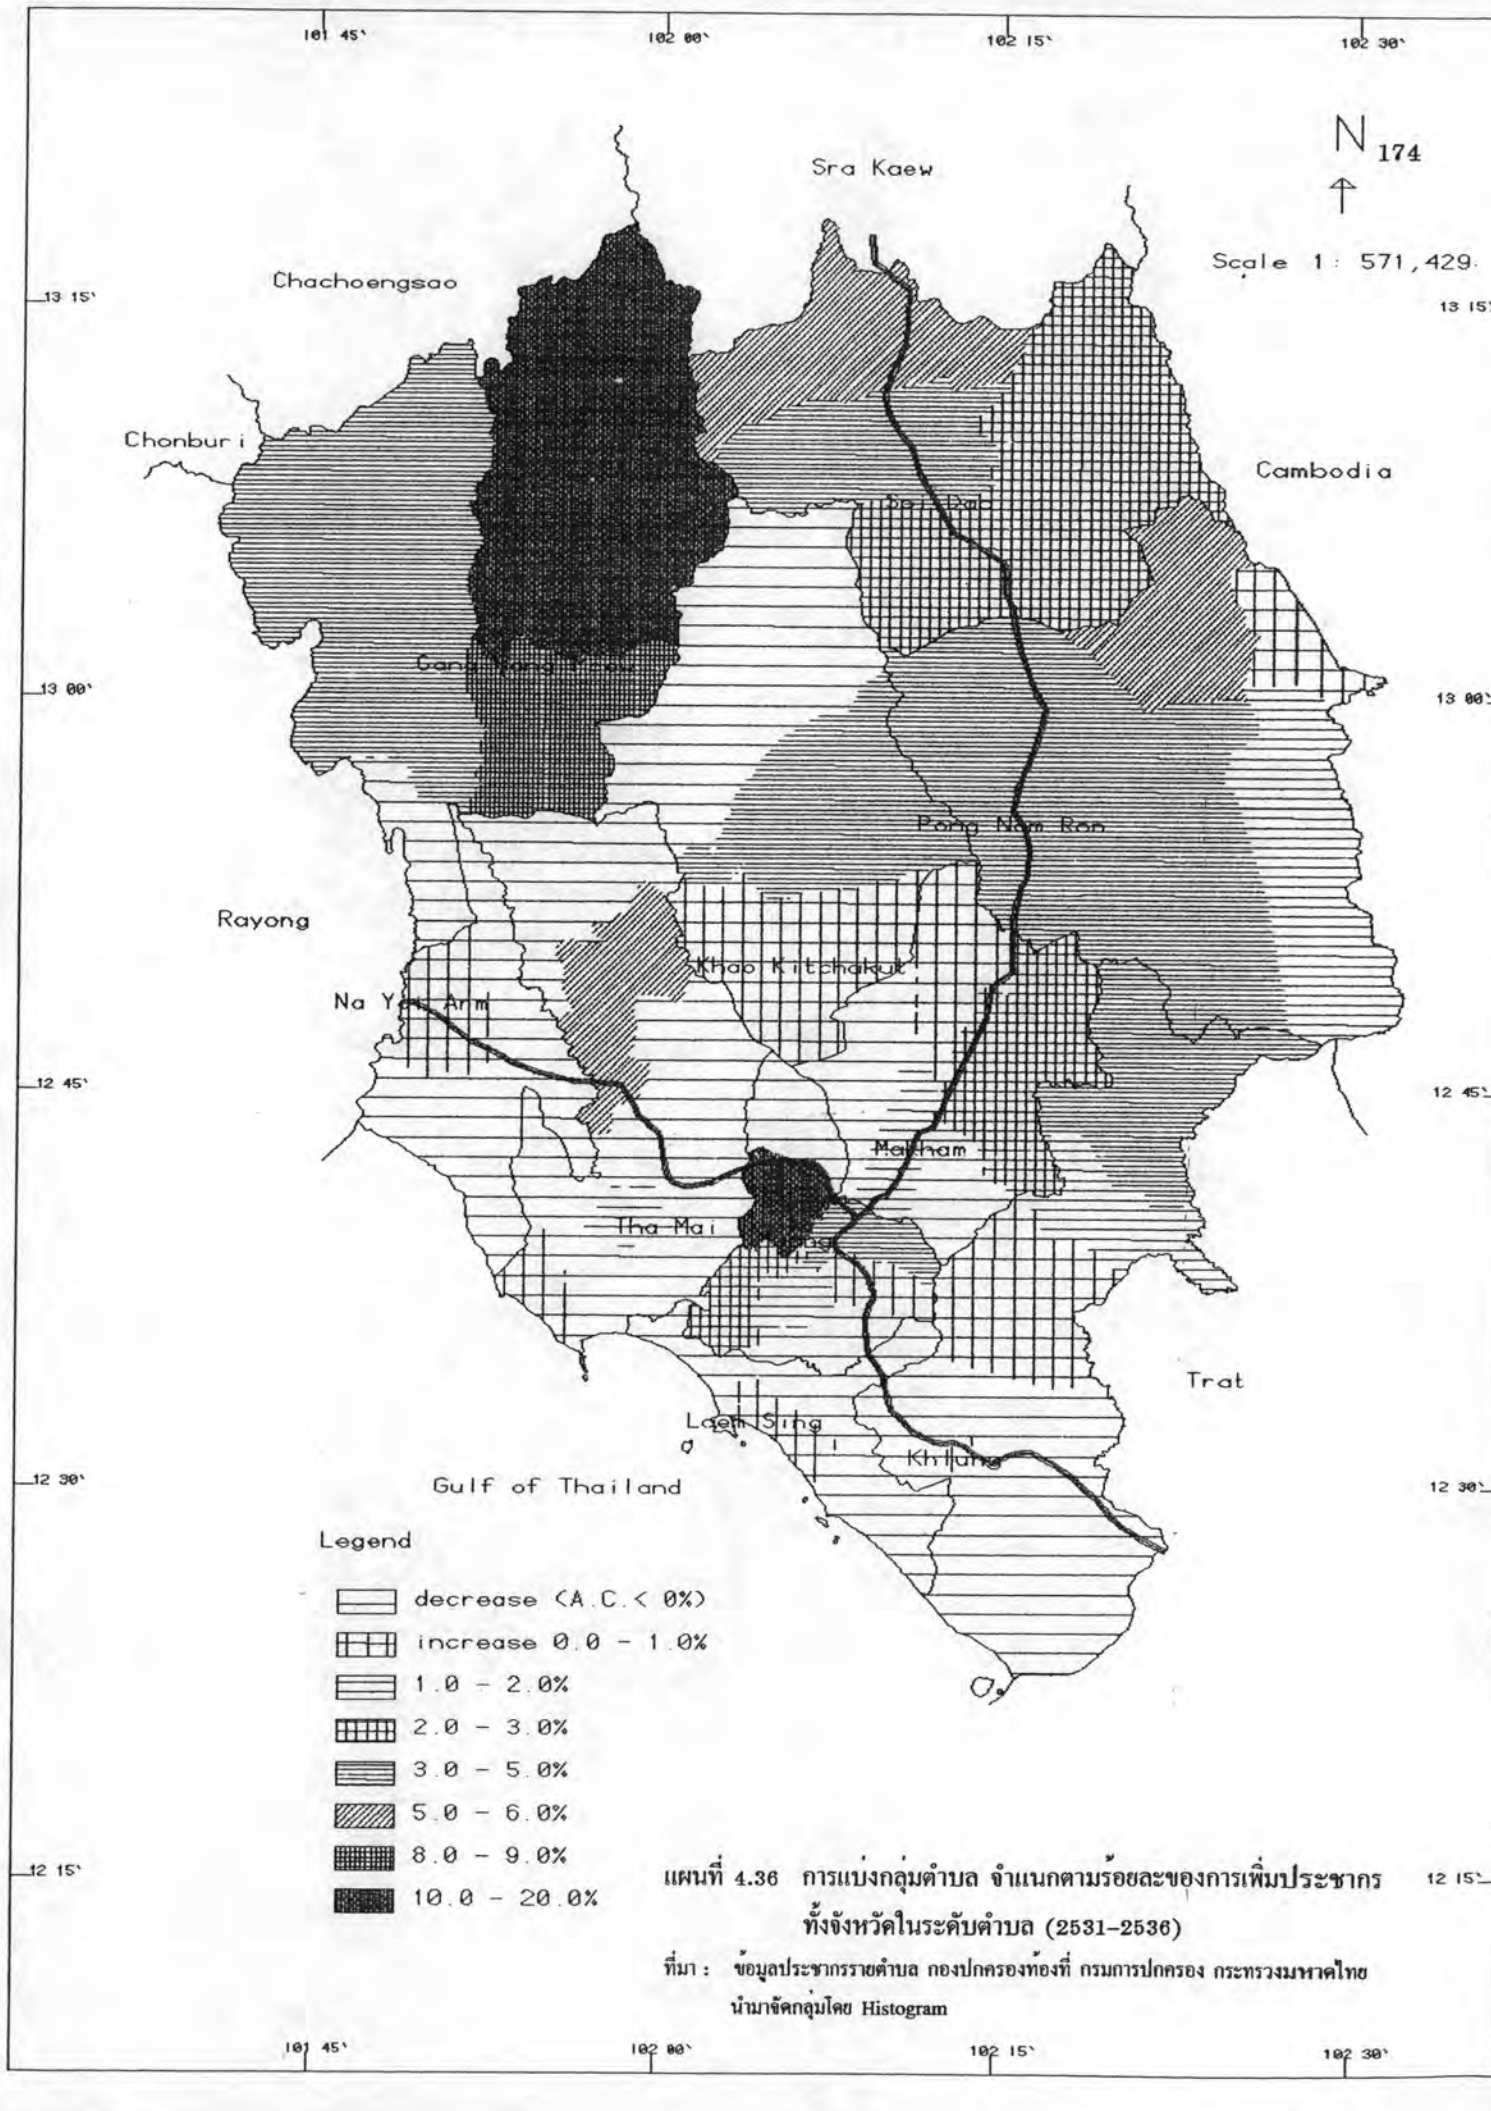 101 45' 102 00' 102 15' 102 30'
N 174
Sra Kaew
Scale 1: 571,429
Chachoengsao
13 15' 13 15'
Chonburi
Cambodia
13 00' 13 00'
Pong Nam Ron
Rayong
Khao Kitchakut
Na Yai Arm
12 45' 12 45'
Makham
Tha Mai
Trat
Laem Sing
Khlung
12 30' 12 30'
Gulf of Thailand
Legend
decrease (A.C.< 0%)
increase 0.0 - 1.0%
1.0 - 2.0%
2.0 - 3.0%
3.0 - 5.0%
5.0 - 6.0%
8.0 - 9.0%
10.0 - 20.0%
12 15' 12 15'
แผนที่ 4.36 การแบ่งกลุ่มตำบล จำแนกตามร้อยละของการเพิ่มประชากร
ทั้งจังหวัดในระดับตำบล (2531-2536)
ที่มา : ข้อมูลประชากรรายตำบล กองปกครองท้องที่ กรมการปกครอง กระทรวงมหาดไทย
นำมาจัดกลุ่มโดย Histogram
101 45' 102 00' 102 15' 102 30'